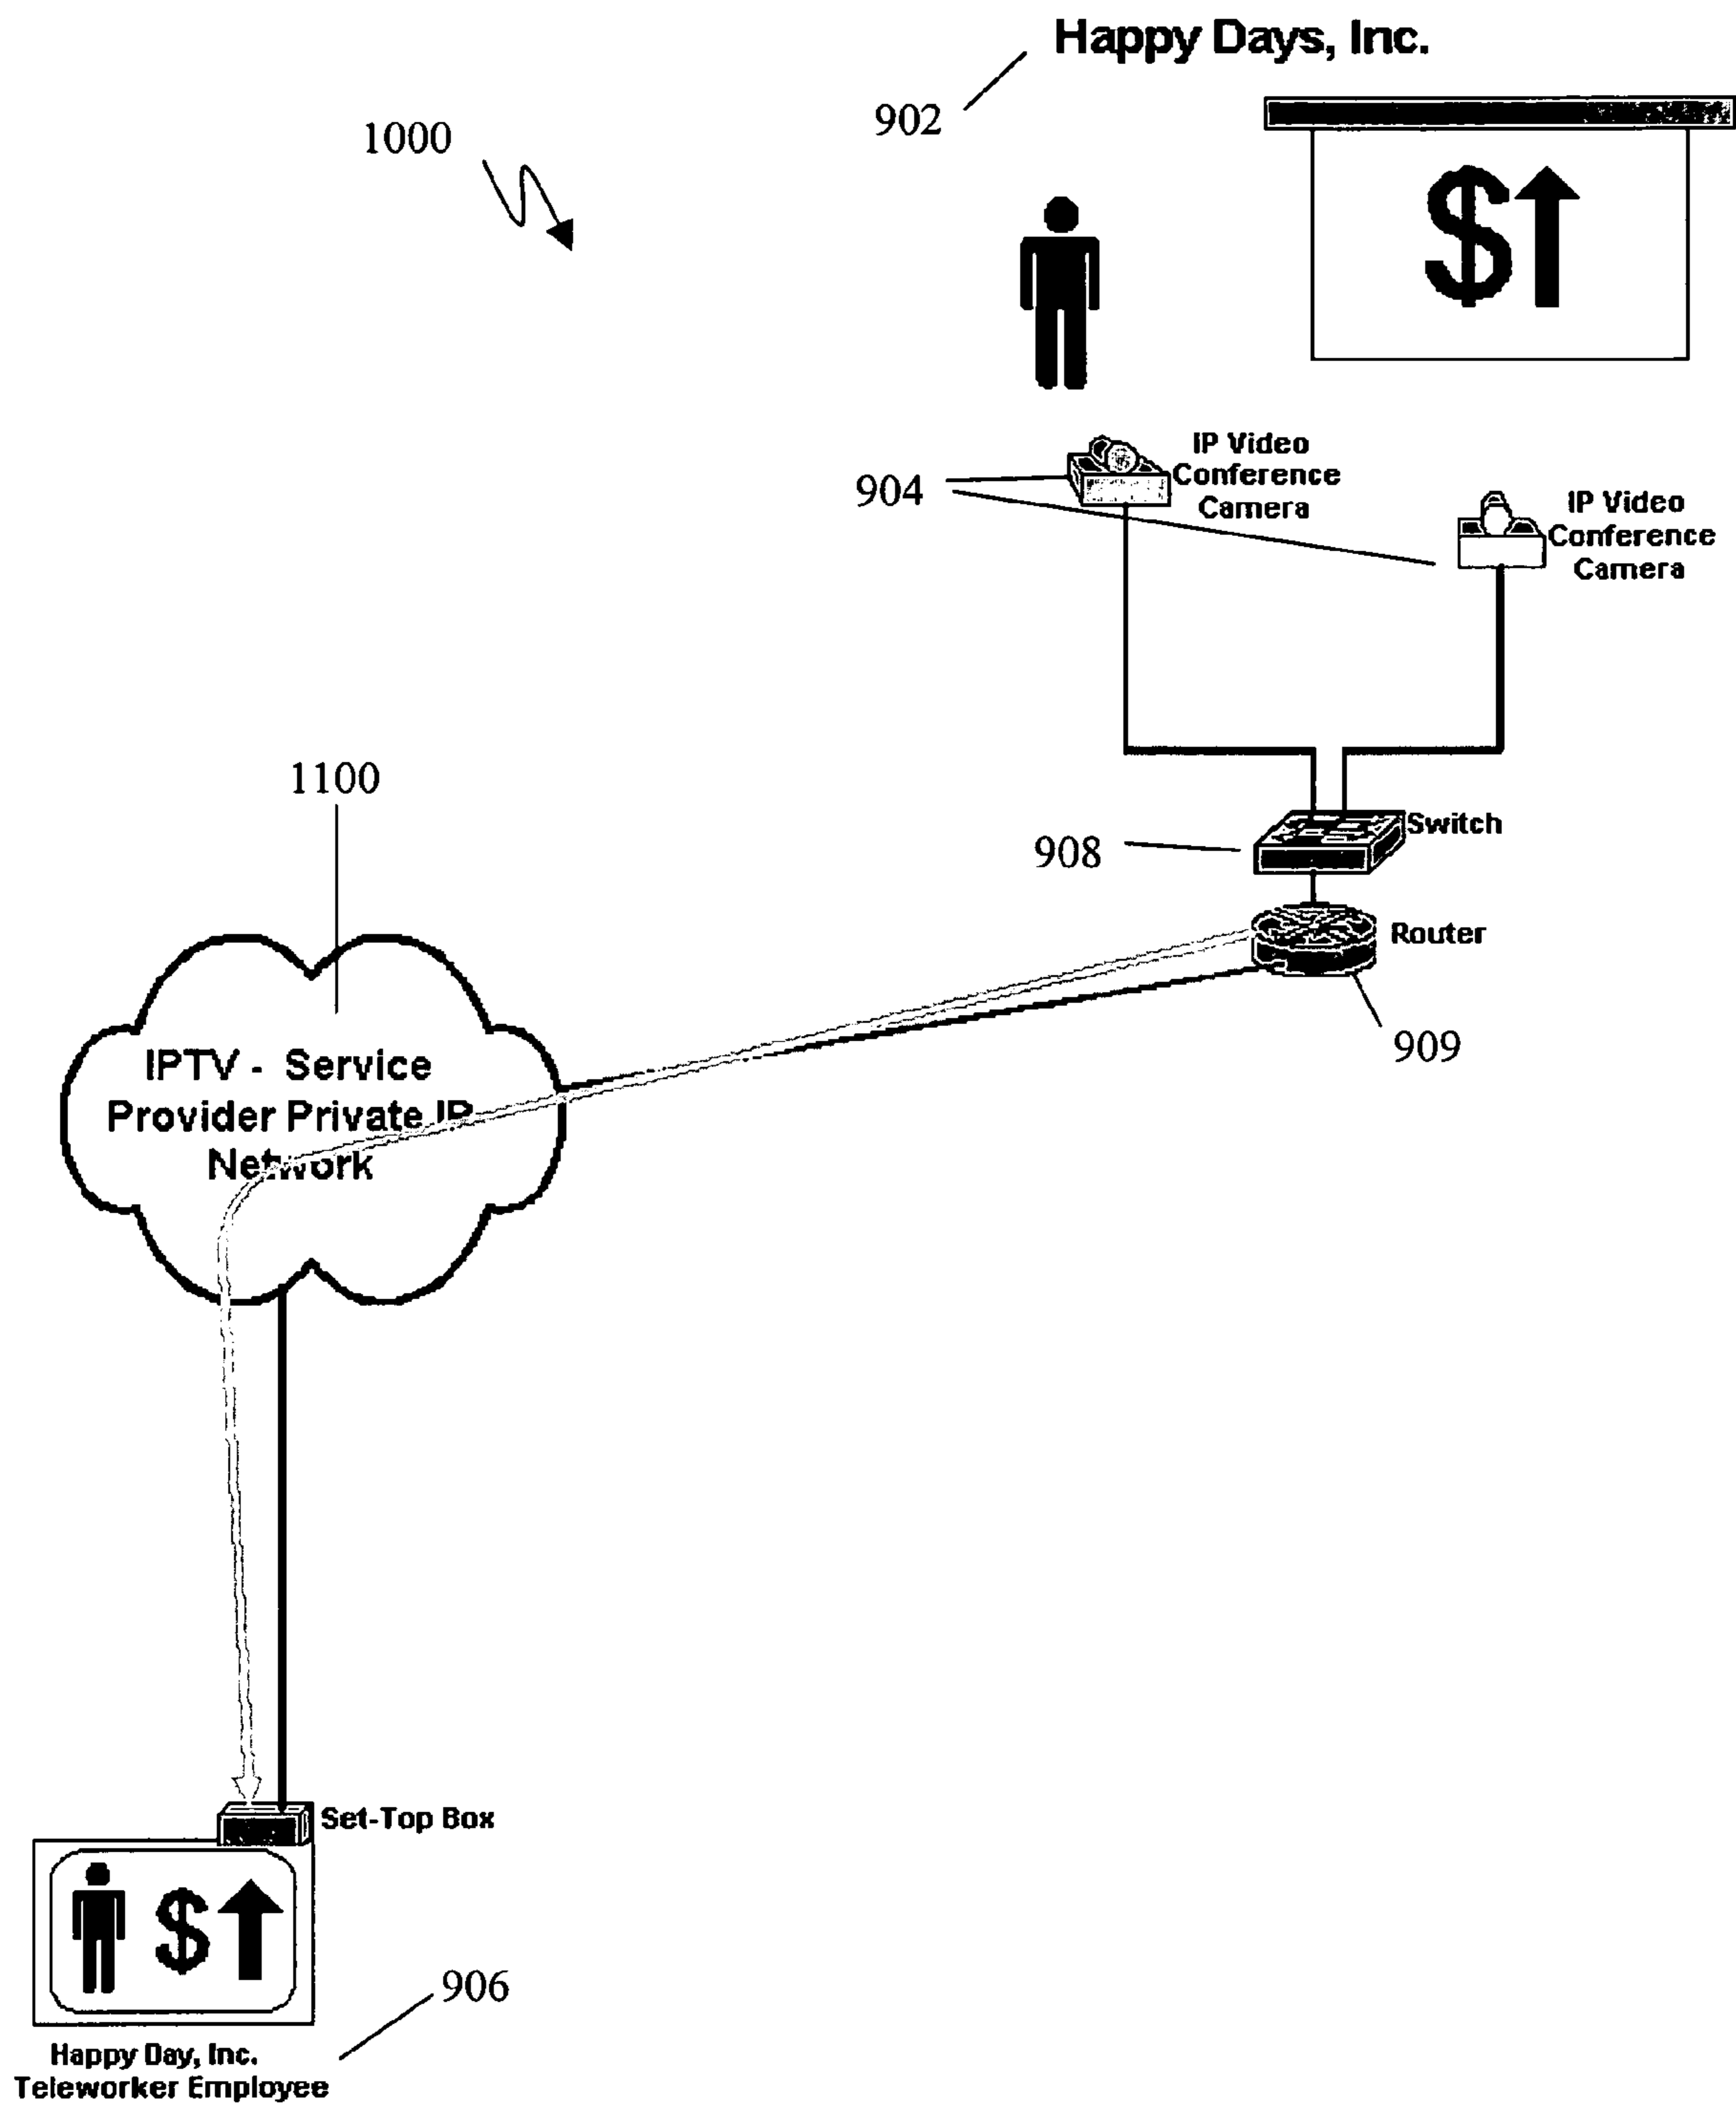 Happy Days, Inc.
902
1000
$
904
IP Video
Conference
Camera
IP Video
Conference
Camera
1100
908
Switch
Router
909
IPTV - Service
Provider Private IP
Network
Set-Top Box
$
906
Happy Day, Inc.
Teleworker Employee